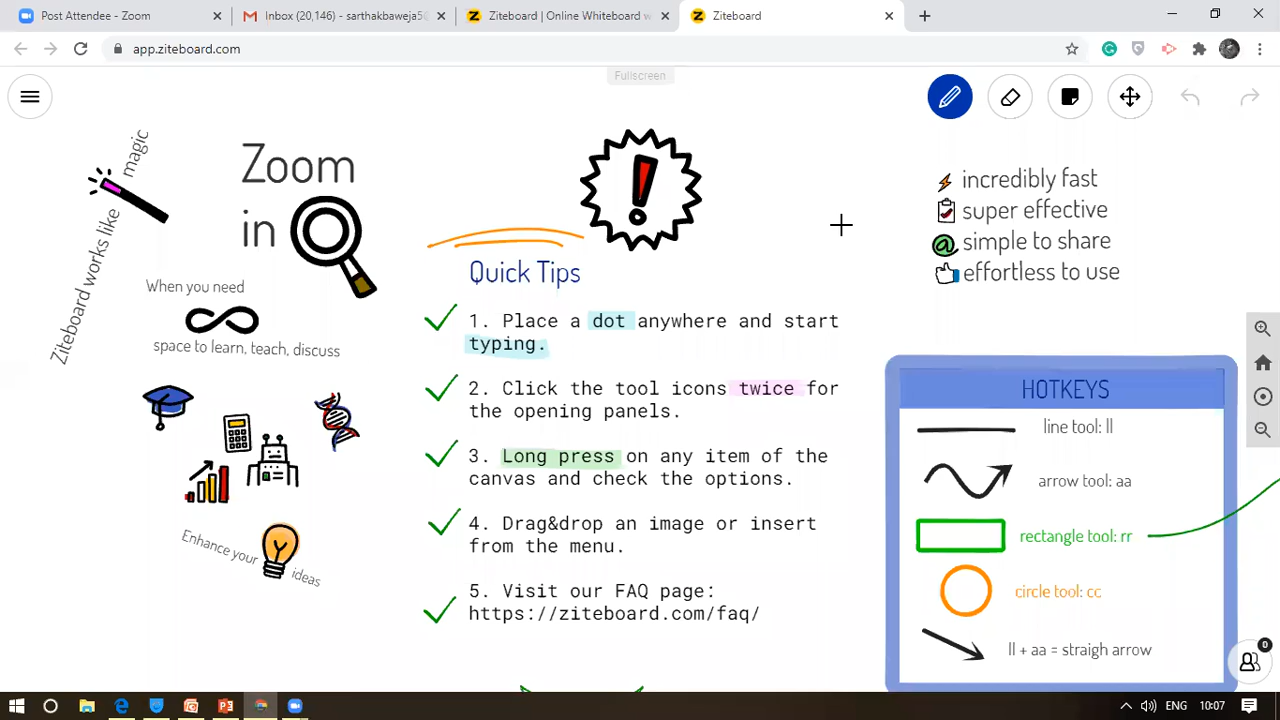 Post Attendee - Zoom
Inbox (20,146) - sarthakbaweja5
Ziteboard | Online Whiteboard w
Ziteboard
app.ziteboard.com
Fullscreen
Ziteboard works like magic
Zoom
in
When you need
space to learn, teach, discuss
Enhance your ideas
Quick Tips
1. Place a dot anywhere and start
typing.
2. Click the tool icons twice for
the opening panels.
3. Long press on any item of the
canvas and check the options.
4. Drag&drop an image or insert
from the menu.
5. Visit our FAQ page:
https://ziteboard.com/faq/
incredibly fast
super effective
@ simple to share
effortless to use
HOTKEYS
line tool: ll
arrow tool: aa
rectangle tool: rr
circle tool: cc
ll + aa = straigh arrow
0
ENG
10:07